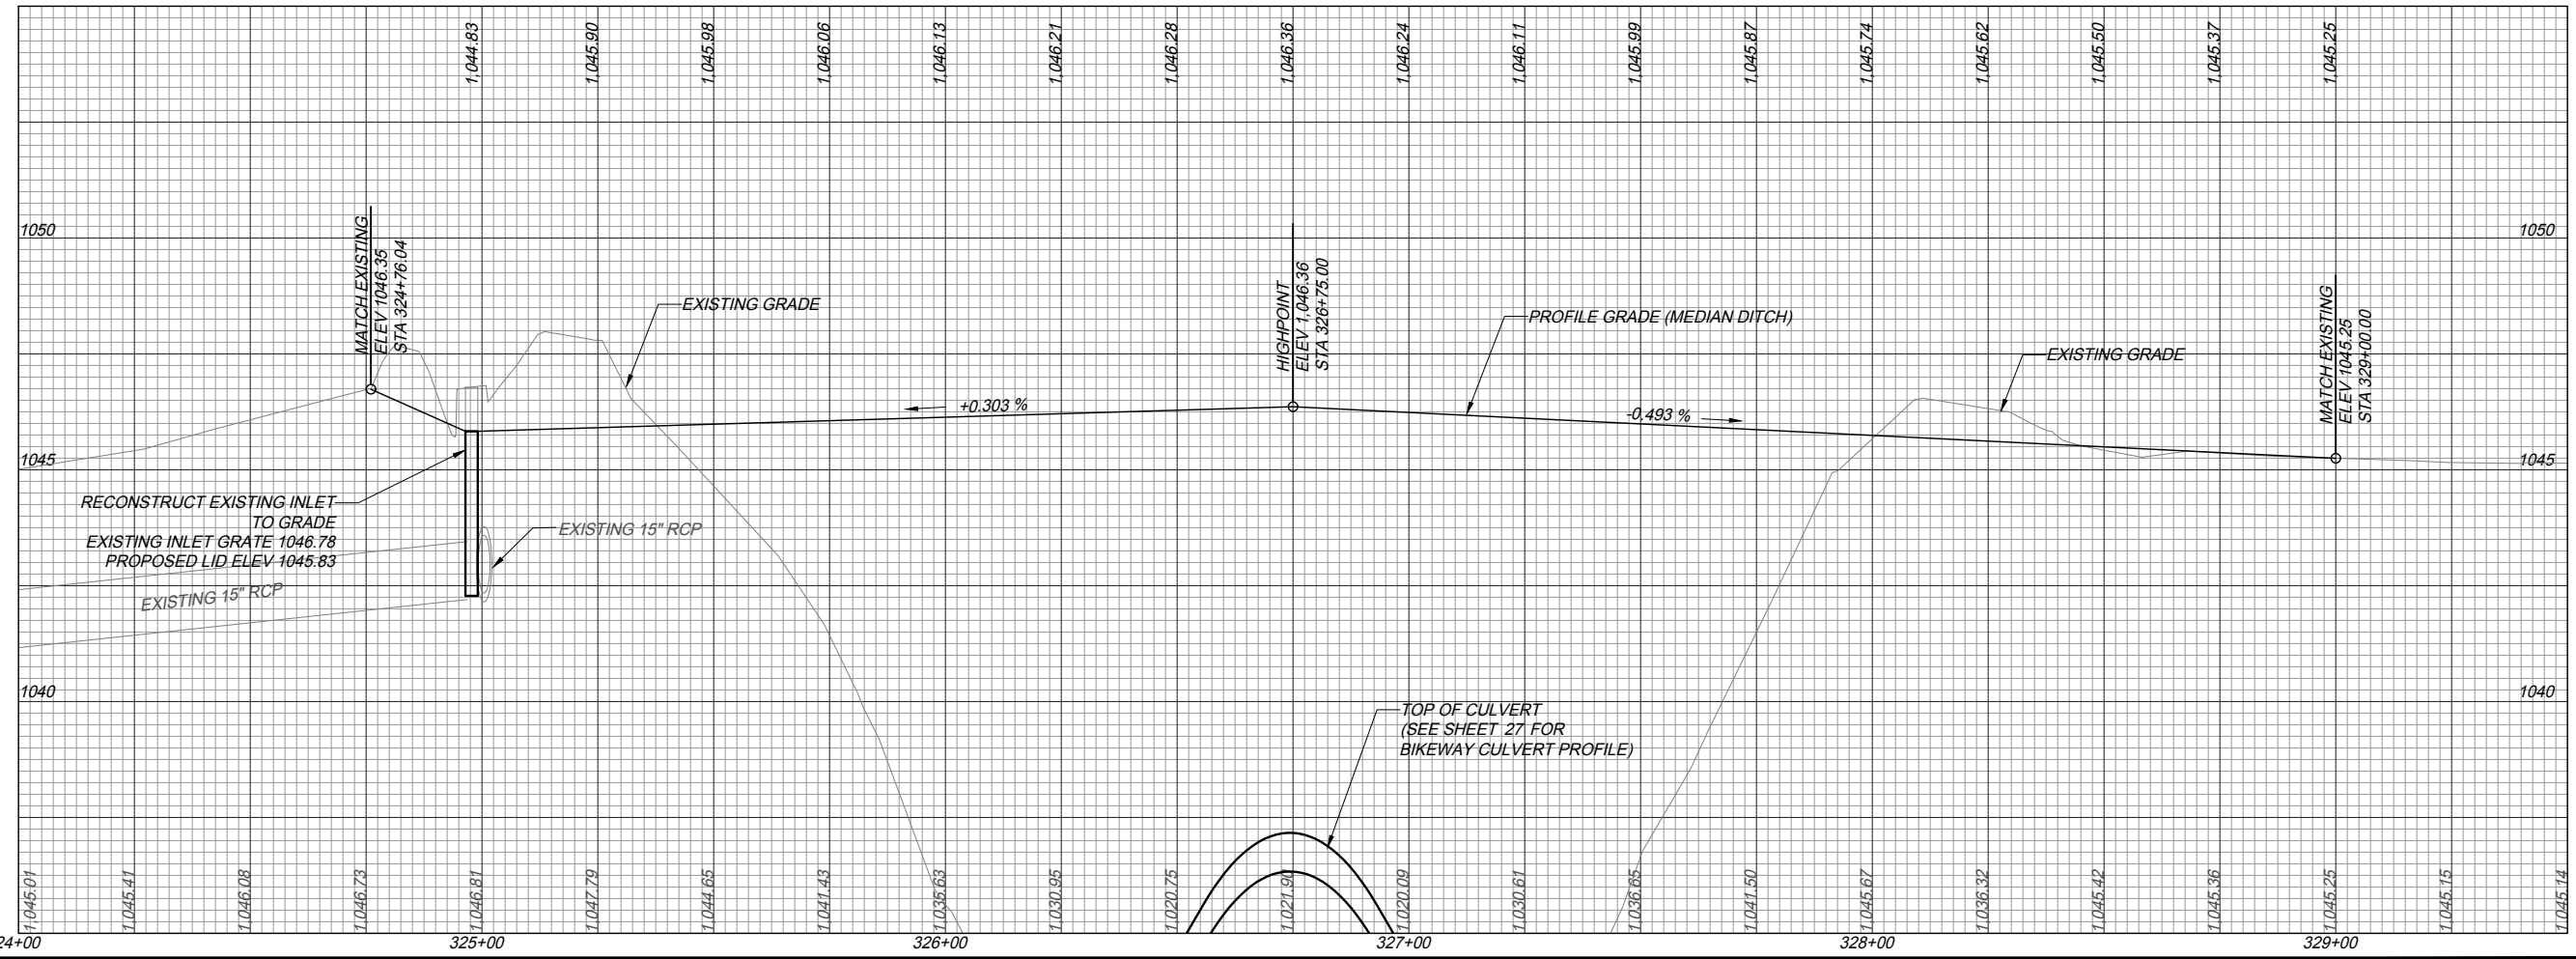 1,044.83
1,045.90
1,045.98
1,046.06
1,046.13
1,046.21
1,046.28
1,046.36
1,046.24
1,046.11
1,045.99
1,045.87
1,045.74
1,045.62
1,045.50
1,045.37
1,045.25
1050
1050
MATCH EXISTING
ELEV 1046.35
STA 324+76.04
EXISTING GRADE
HIGHPOINT
ELEV 1,046.36
STA 326+75.00
PROFILE GRADE (MEDIAN DITCH)
EXISTING GRADE
MATCH EXISTING
ELEV 1045.25
STA 329+00.00
+0.303 %
-0.493 %
1045
1045
RECONSTRUCT EXISTING INLET
TO GRADE
EXISTING INLET GRATE 1046.78
PROPOSED LID ELEV 1045.83
EXISTING 15" RCP
EXISTING 15" RCP
1040
1040
TOP OF CULVERT
(SEE SHEET 27 FOR
BIKEWAY CULVERT PROFILE)
1,045.01
1,045.41
1,046.08
1,046.73
1,046.81
1,047.79
1,044.65
1,041.43
1,035.63
1,030.95
1,020.75
1,021.90
1,020.09
1,030.61
1,036.65
1,041.50
1,045.67
1,036.32
1,045.42
1,045.36
1,045.25
1,045.15
1,045.14
24+00
325+00
326+00
327+00
328+00
329+00